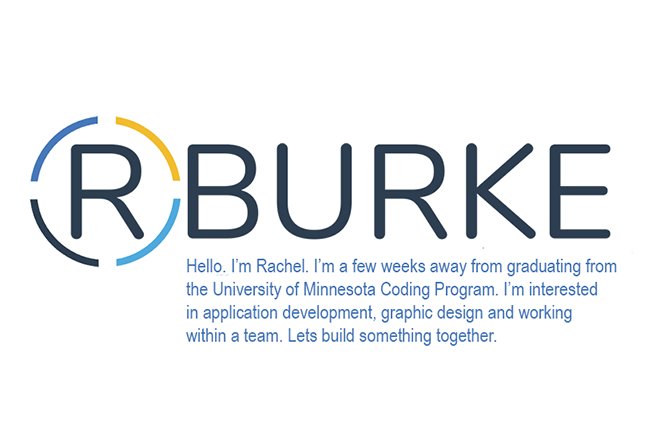 RBURKE
Hello. I'm Rachel. I'm a few weeks away from graduating from
the University of Minnesota Coding Program. I'm interested
in application development, graphic design and working
within a team. Lets build something together.